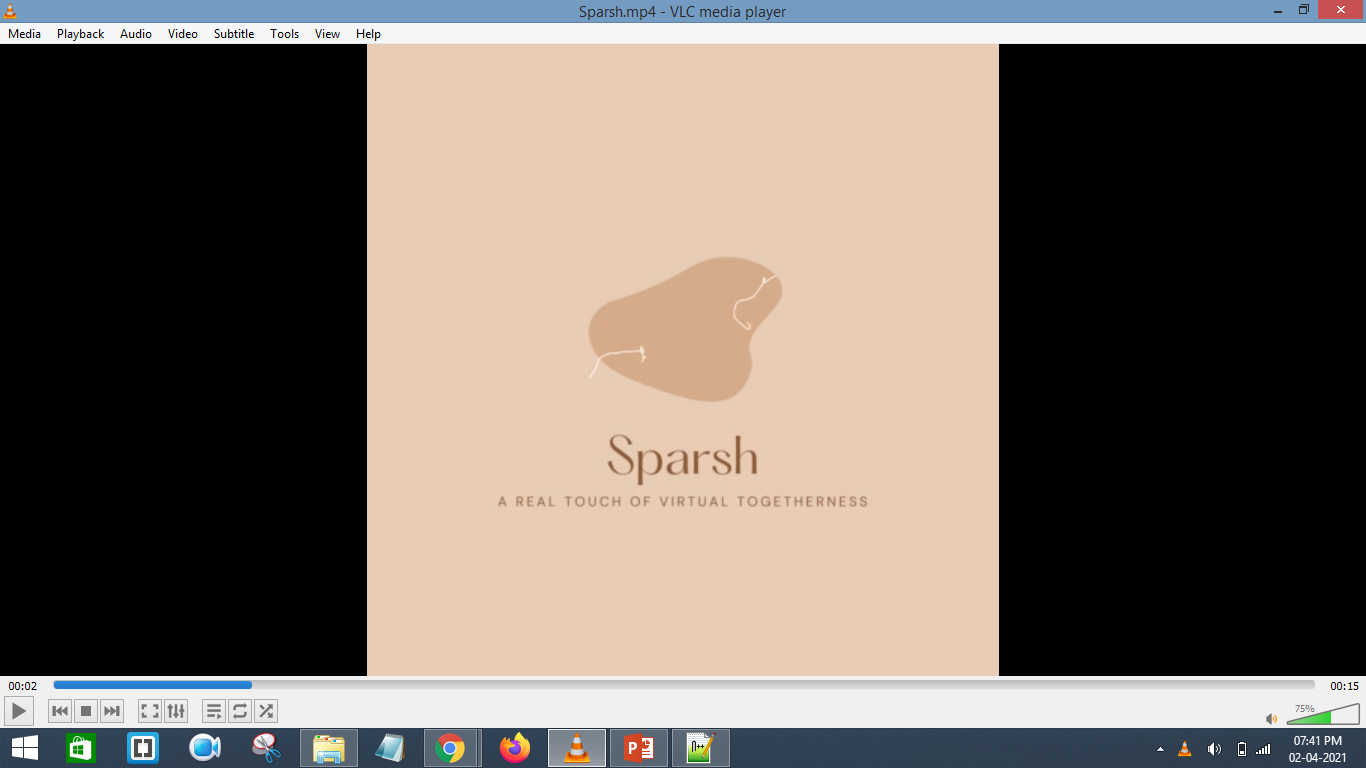 Sparsh.mp4 - VLC media player
Media Playback Audio Video Subtitle Tools View Help
Sparsh
A REAL TOUCH OF VIRTUAL TOGETHERNESS
00:02 00:15
75%
07:41 PM
02-04-2021